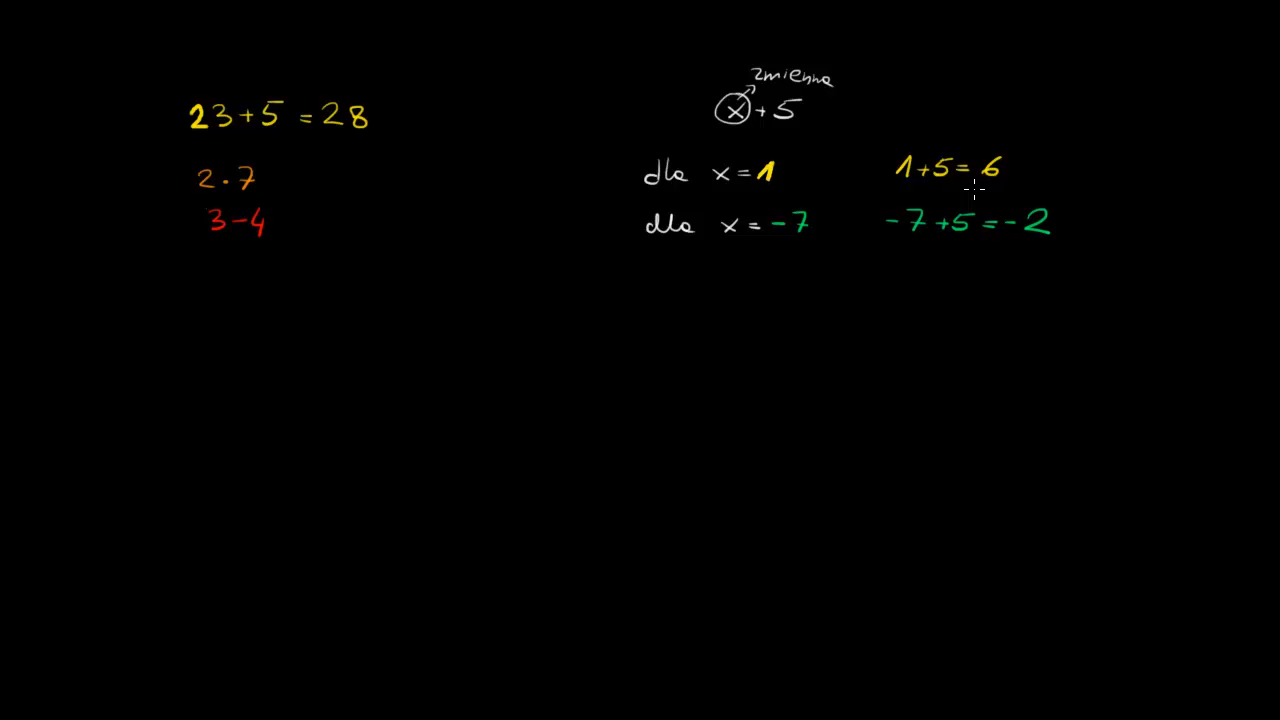 23+5=28
2·7
3-4
zmienna
x+5
dla x=1 1+5=6
dla x=-7 -7+5=-2